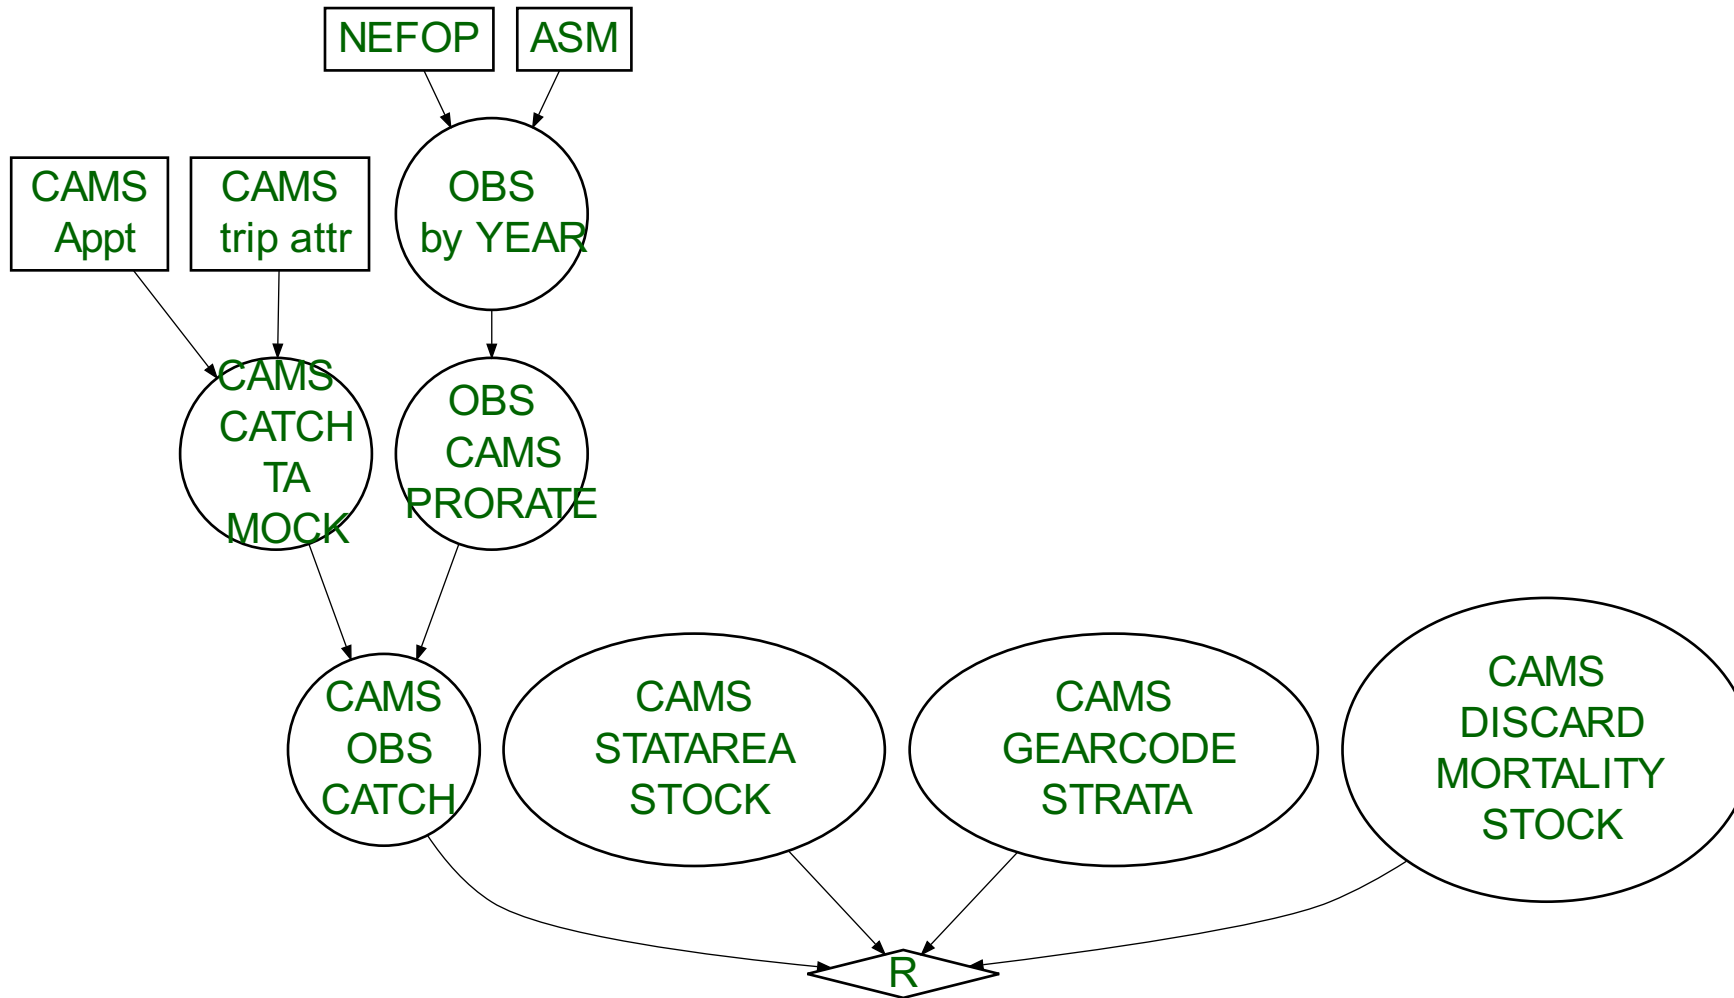 NEFOP
ASM
CAMS
Appt
CAMS
trip attr
OBS
by YEAR
CAMS
CATCH
TA
MOCK
OBS
CAMS
PRORATE
CAMS
OBS
CATCH
CAMS
STATAREA
STOCK
CAMS
GEARCODE
STRATA
CAMS
DISCARD
MORTALITY
STOCK
R